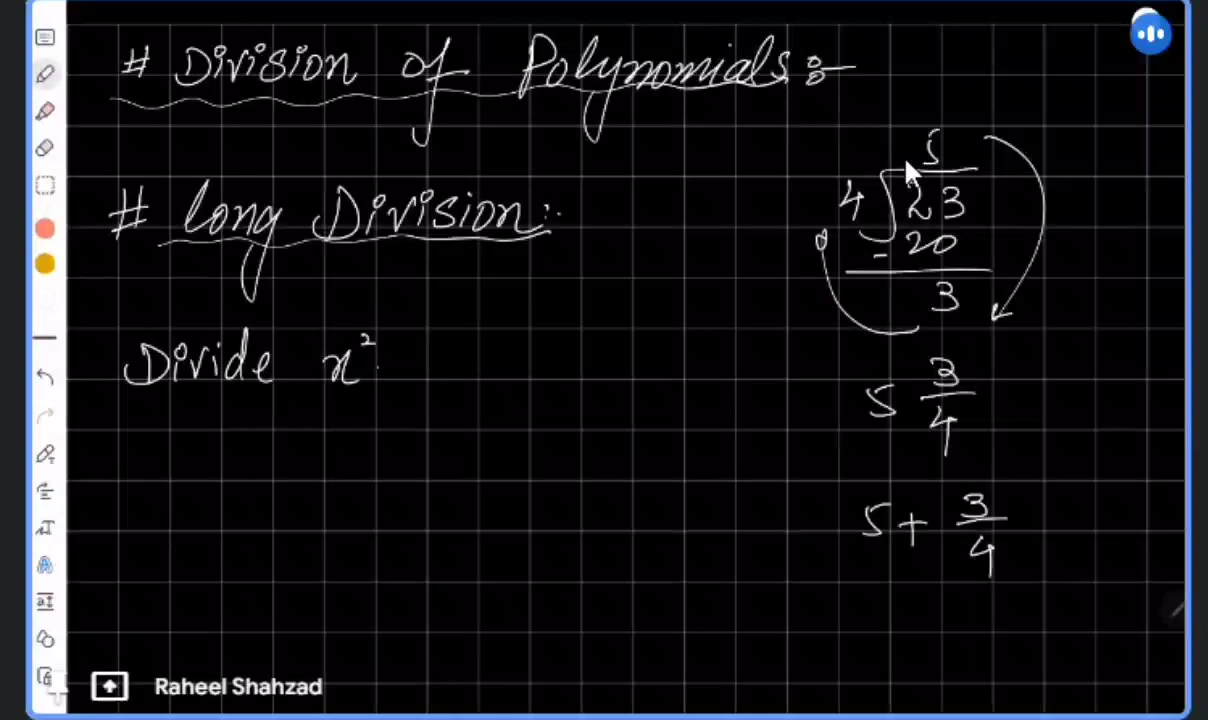 # Division of Polynomials :-
# Long Division :
Divide x²
5
4 23
- 20
3
5 3/4
5 + 3/4
Raheel Shahzad